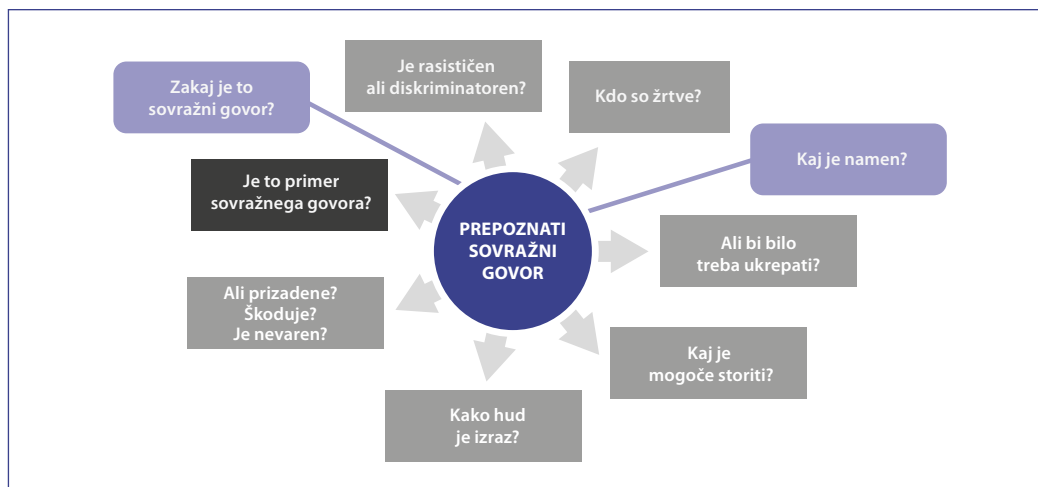 Je rasističen
ali diskriminatoren?
Zakaj je to
sovražni govor?
Kdo so žrtve?
Kaj je namen?
Je to primer
sovražnega govora?
PREPOZNATI
SOVRAŽNI
GOVOR
Ali bi bilo
treba ukrepati?
Ali prizadene?
Škoduje?
Je nevaren?
Kaj je
mogoče storiti?
Kako hud
je izraz?